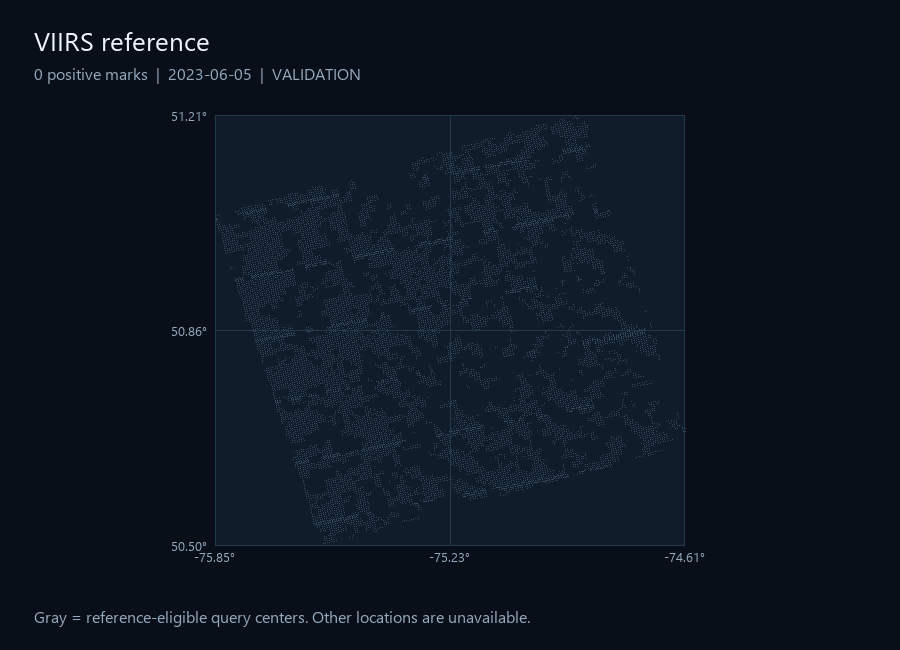 VIIRS reference
0 positive marks | 2023-06-05 | VALIDATION
51.21°
50.86°
50.50°
-75.85°
-75.23°
-74.61°
Gray = reference-eligible query centers. Other locations are unavailable.